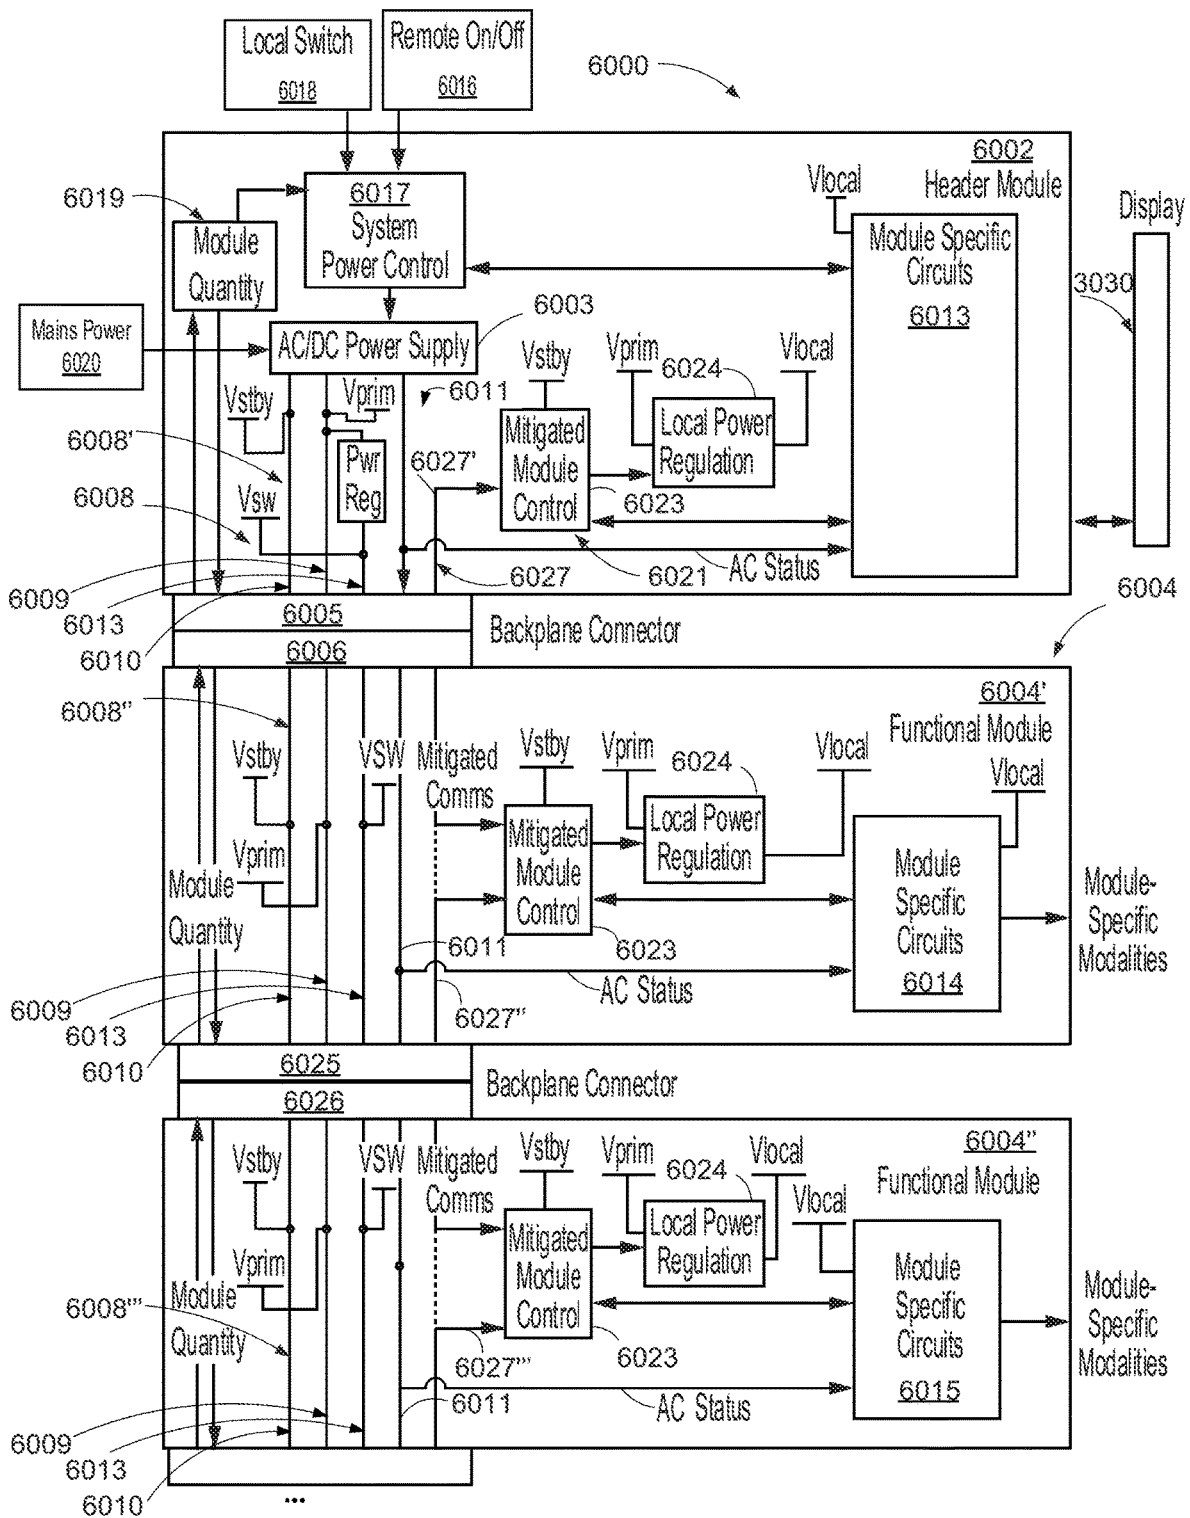 Local Switch
6018
Remote On/Off
6016
6000
6002
Header Module
6019
6017
System
Power Control
Module
Quantity
Vlocal
Module Specific
Circuits
6013
Display
3030
Mains Power
6020
6003
AC/DC Power Supply
6011
Vstby
Vprim
6008'
Pwr
Reg
6008
Vsw
Vstby
Vprim
6024
Vlocal
Mitigated
Module
Control
Local Power
Regulation
6027'
6023
6027
6021
AC Status
6009
6013
6010
6004
6005
6006
Backplane Connector
6008''
6004'
Functional Module
Vstby
VSW
Mitigated
Comms
Vstby
Vprim
6024
Vlocal
Vlocal
Vprim
Mitigated
Module
Control
Local Power
Regulation
Module
Specific
Circuits
6014
Module
Quantity
Module-
Specific
Modalities
6011
6023
AC Status
6027''
6009
6013
6010
6025
6026
Backplane Connector
6004''
Functional Module
Vstby
VSW
Mitigated
Comms
Vstby
Vprim
6024
Vlocal
Vlocal
Vprim
Mitigated
Module
Control
Local Power
Regulation
Module
Specific
Circuits
6015
6008'''
Module
Quantity
Module-
Specific
Modalities
6027'''
6023
6011
AC Status
6009
6013
6010
...